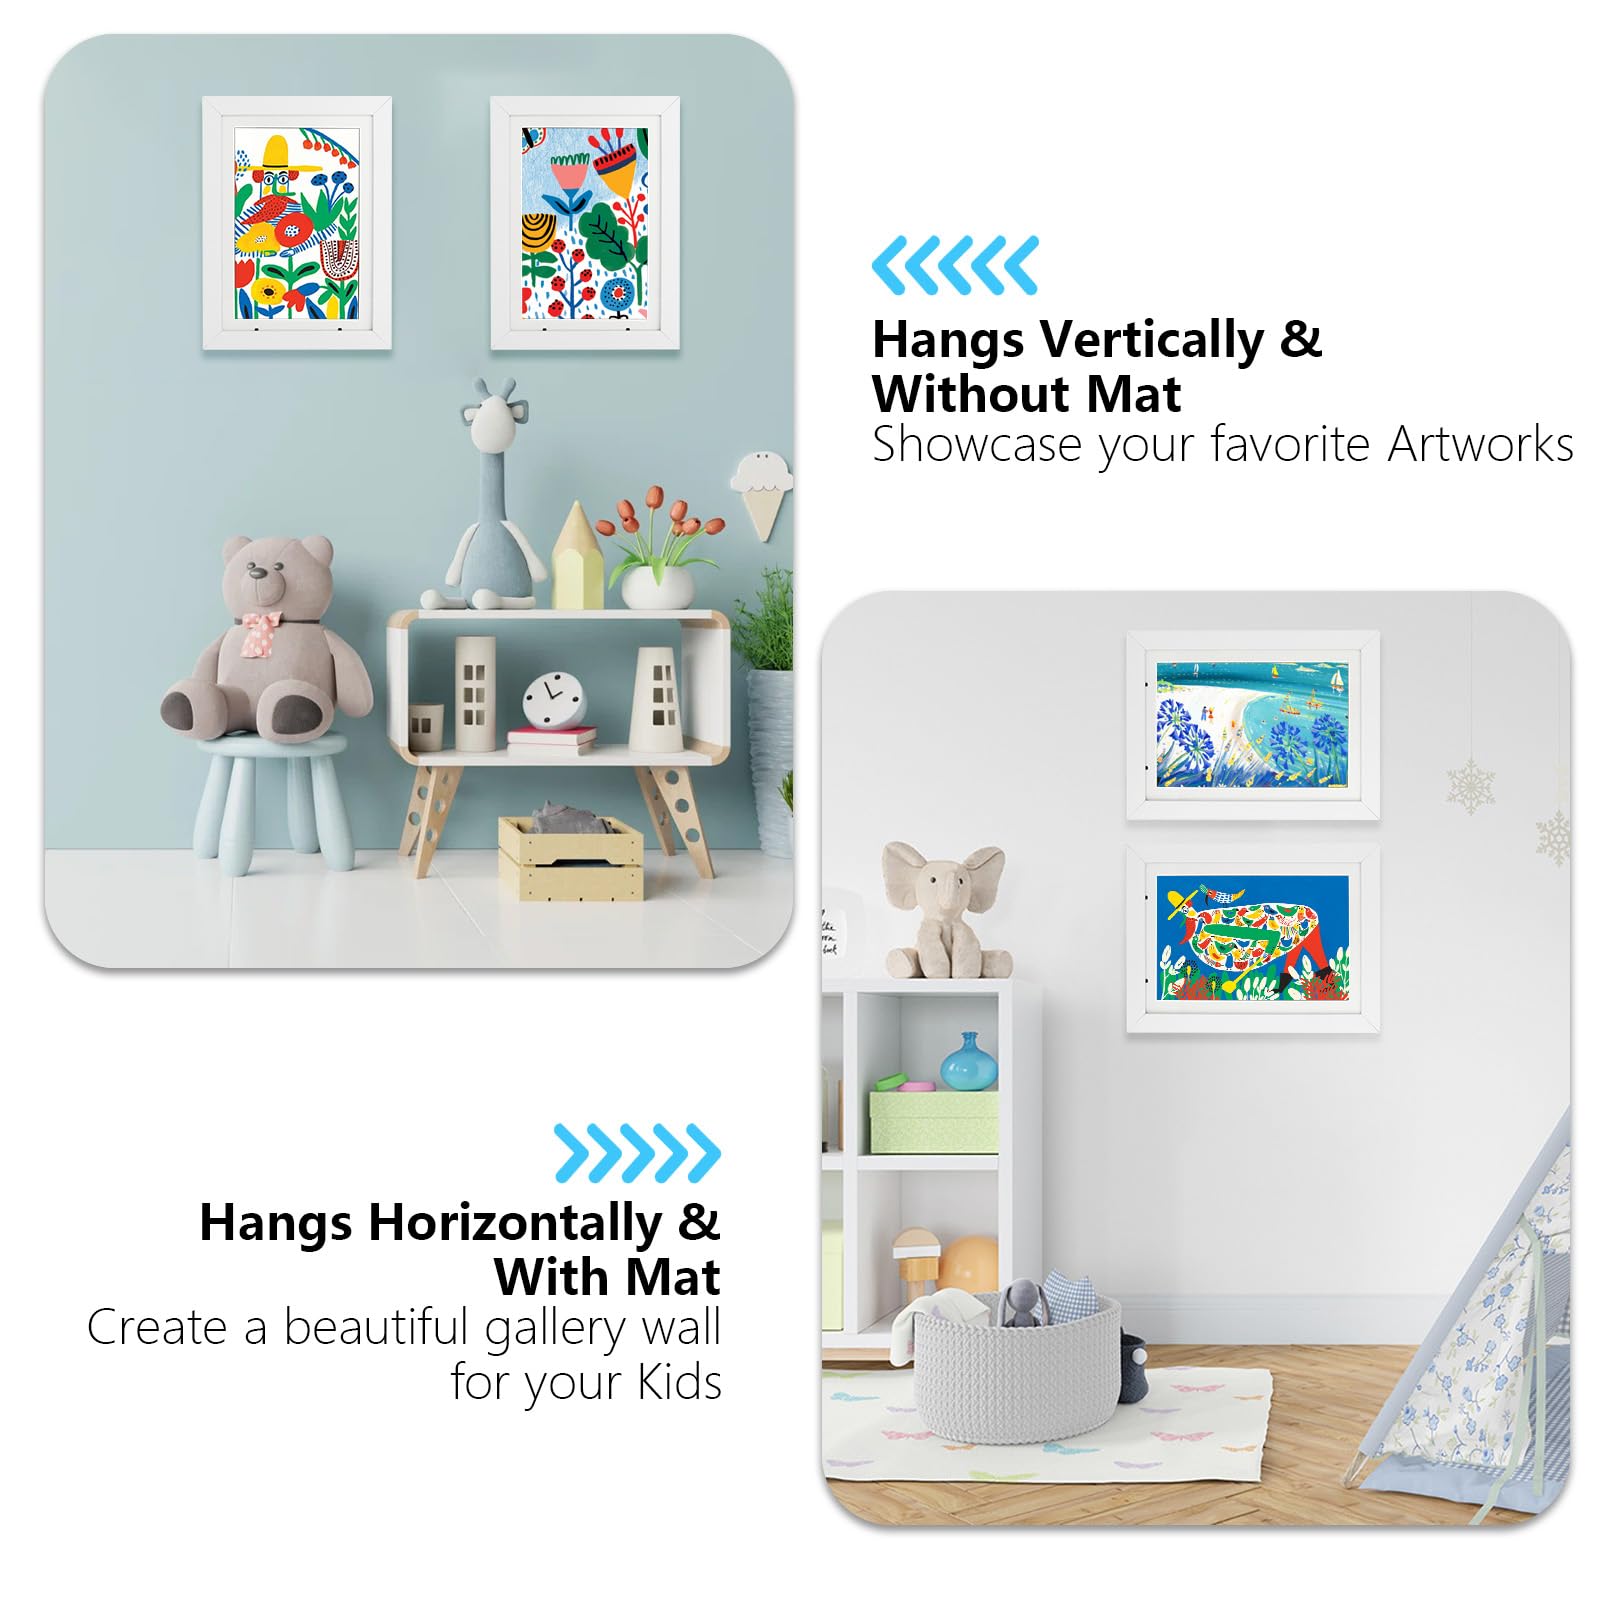 Hangs Vertically &
Without Mat
Showcase your favorite Artworks
the
Hangs Horizontally &
With Mat
Create a beautiful gallery wall
for your Kids